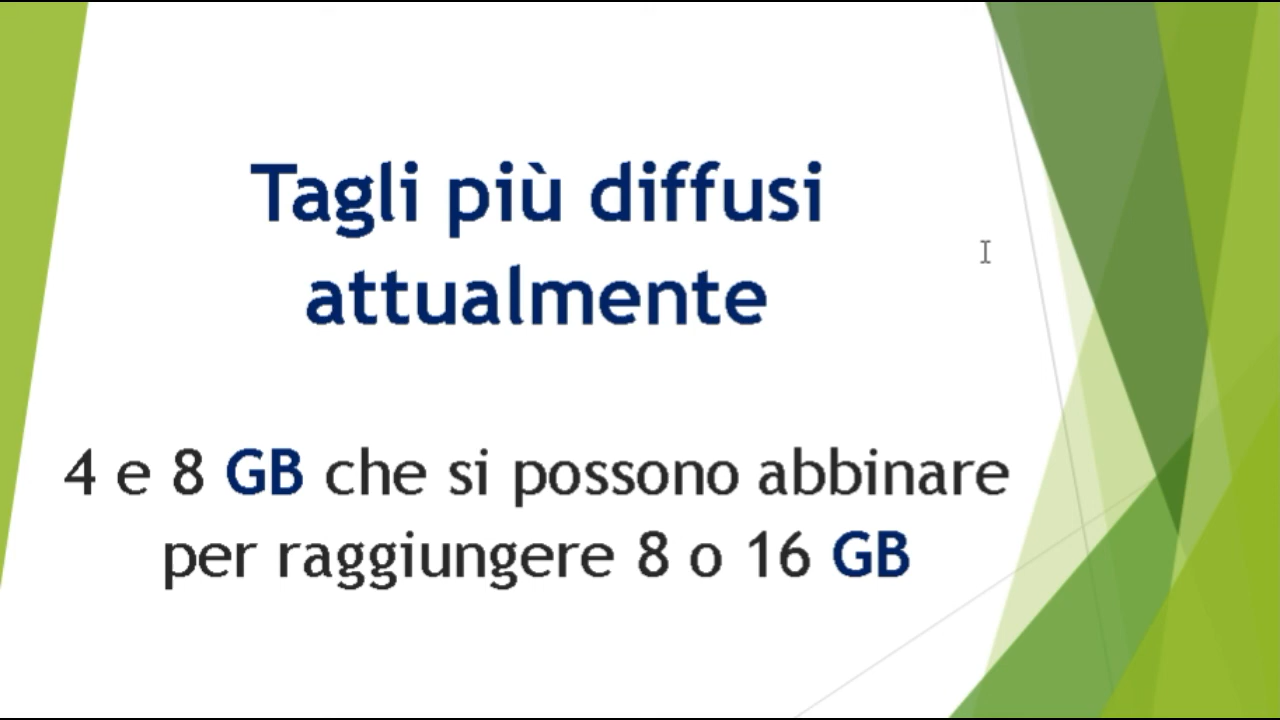 Tagli più diffusi
attualmente
4 e 8 GB che si possono abbinare
per raggiungere 8 o 16 GB